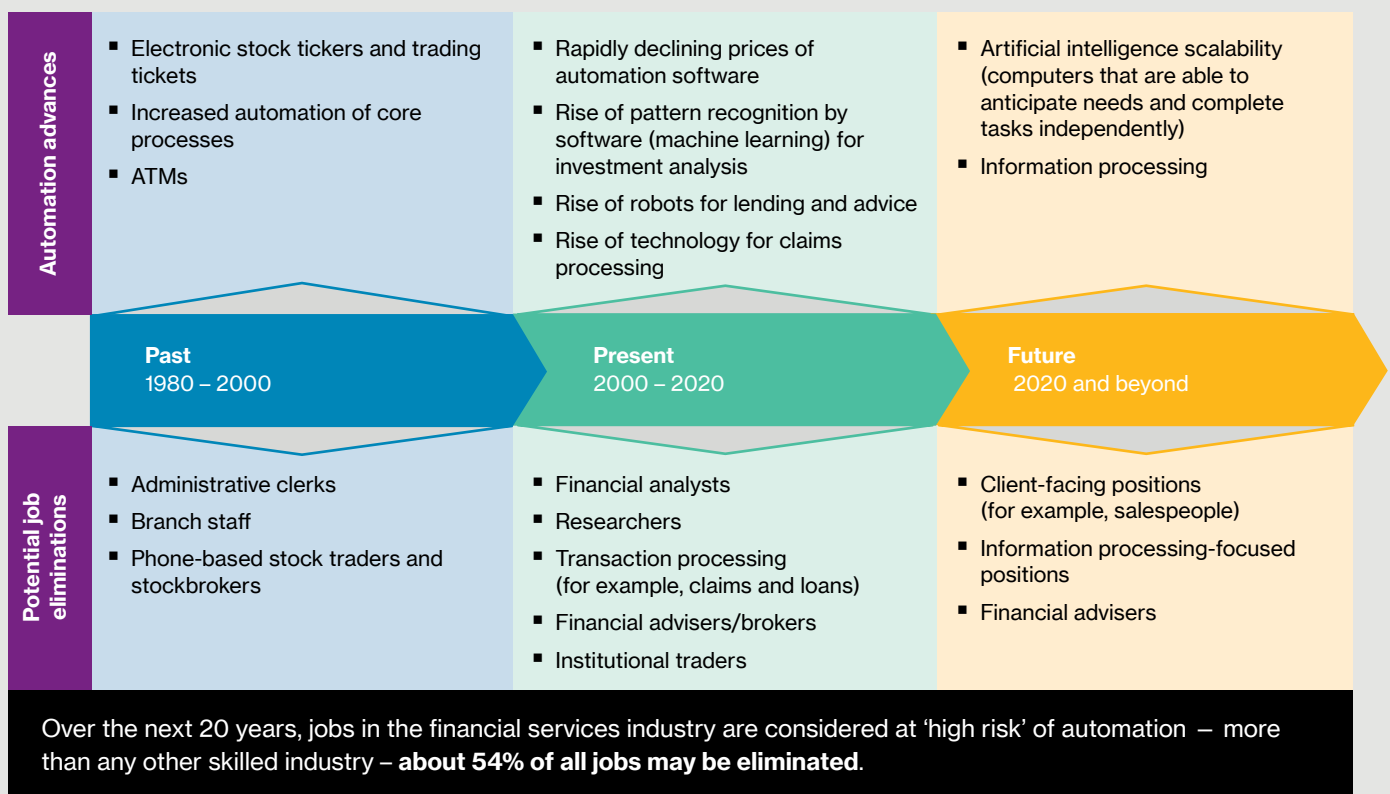 Automation advances
▪ Electronic stock tickers and trading
tickets
▪ Increased automation of core
processes
▪ ATMs
▪ Rapidly declining prices of
automation software
▪ Rise of pattern recognition by
software (machine learning) for
investment analysis
▪ Rise of robots for lending and advice
▪ Rise of technology for claims
processing
▪ Artificial intelligence scalability
(computers that are able to
anticipate needs and complete
tasks independently)
▪ Information processing
Past
1980 – 2000
Present
2000 – 2020
Future
2020 and beyond
Potential job
eliminations
▪ Administrative clerks
▪ Branch staff
▪ Phone-based stock traders and
stockbrokers
▪ Financial analysts
▪ Researchers
▪ Transaction processing
(for example, claims and loans)
▪ Financial advisers/brokers
▪ Institutional traders
▪ Client-facing positions
(for example, salespeople)
▪ Information processing-focused
positions
▪ Financial advisers
Over the next 20 years, jobs in the financial services industry are considered at ‘high risk’ of automation – more
than any other skilled industry – about 54% of all jobs may be eliminated.